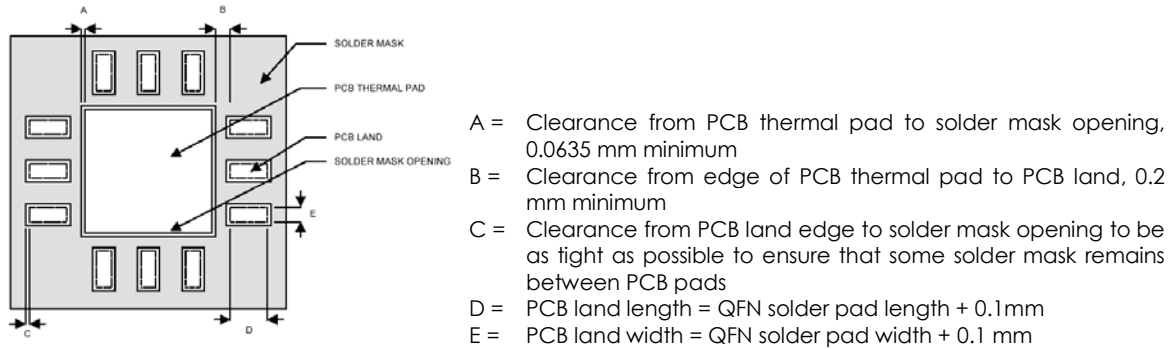 A
B
SOLDER MASK
PCB THERMAL PAD
PCB LAND
SOLDER MASK OPENING
E
C
D
A = Clearance from PCB thermal pad to solder mask opening,
0.0635 mm minimum
B = Clearance from edge of PCB thermal pad to PCB land, 0.2
mm minimum
C = Clearance from PCB land edge to solder mask opening to be
as tight as possible to ensure that some solder mask remains
between PCB pads
D = PCB land length = QFN solder pad length + 0.1mm
E = PCB land width = QFN solder pad width + 0.1 mm